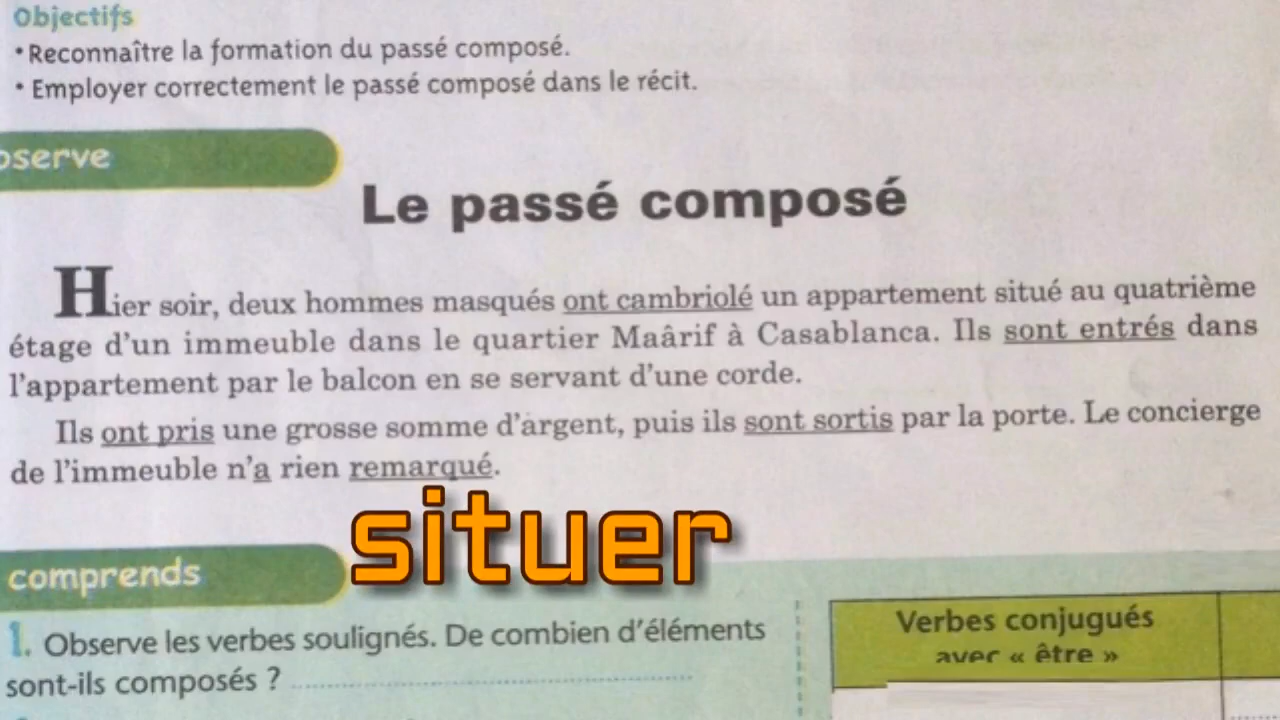 Objectifs
• Reconnaître la formation du passé composé.
• Employer correctement le passé composé dans le récit.
bserve
Le passé composé
Hier soir, deux hommes masqués ont cambriolé un appartement situé au quatrième
étage d'un immeuble dans le quartier Maârif à Casablanca. Ils sont entrés dans
l'appartement par le balcon en se servant d'une corde.
Ils ont pris une grosse somme d'argent, puis ils sont sortis par la porte. Le concierge
de l'immeuble n'a rien remarqué.
situer
comprends
1. Observe les verbes soulignés. De combien d'éléments
sont-ils composés ?
Verbes conjugués
avec « être »